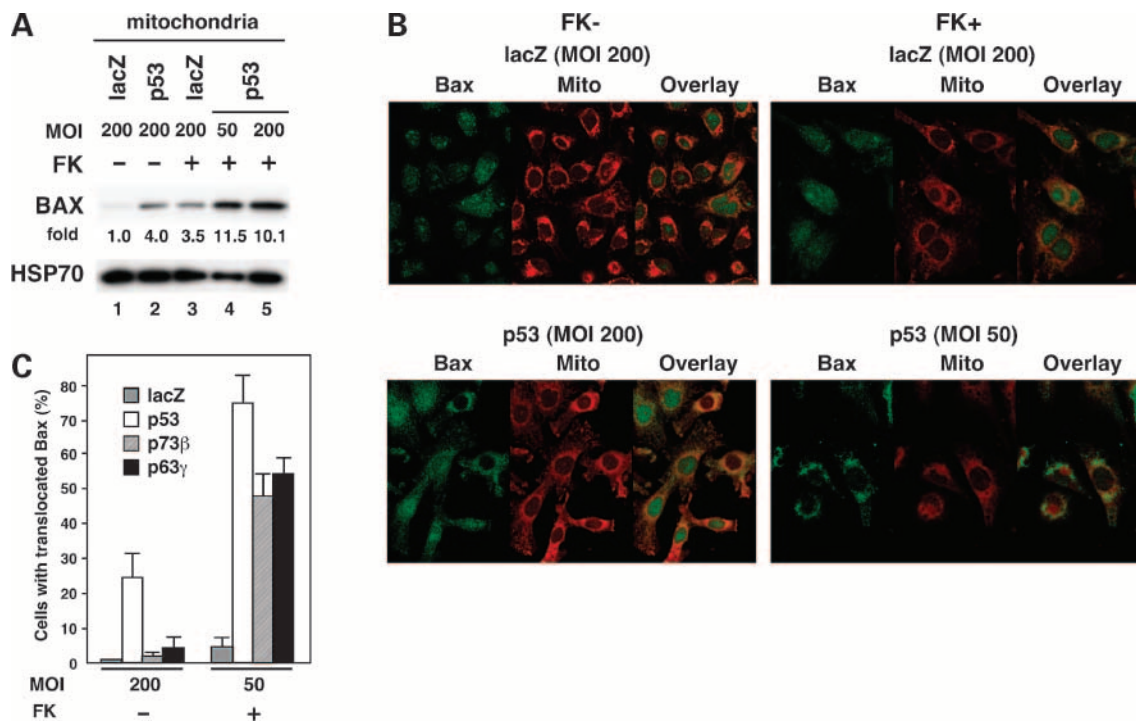 A
mitochondria
lacZ p53 lacZ p53
MOI 200 200 200 50 200
FK − − + + +
BAX
fold 1.0 4.0 3.5 11.5 10.1
HSP70
1 2 3 4 5
B
FK- FK+
lacZ (MOI 200) lacZ (MOI 200)
Bax Mito Overlay Bax Mito Overlay
p53 (MOI 200) p53 (MOI 50)
Bax Mito Overlay Bax Mito Overlay
C
Cells with translocated Bax (%)
80
70
60
50
40
30
20
10
0
lacZ
p53
p73β
p63γ
MOI 200 50
FK − +